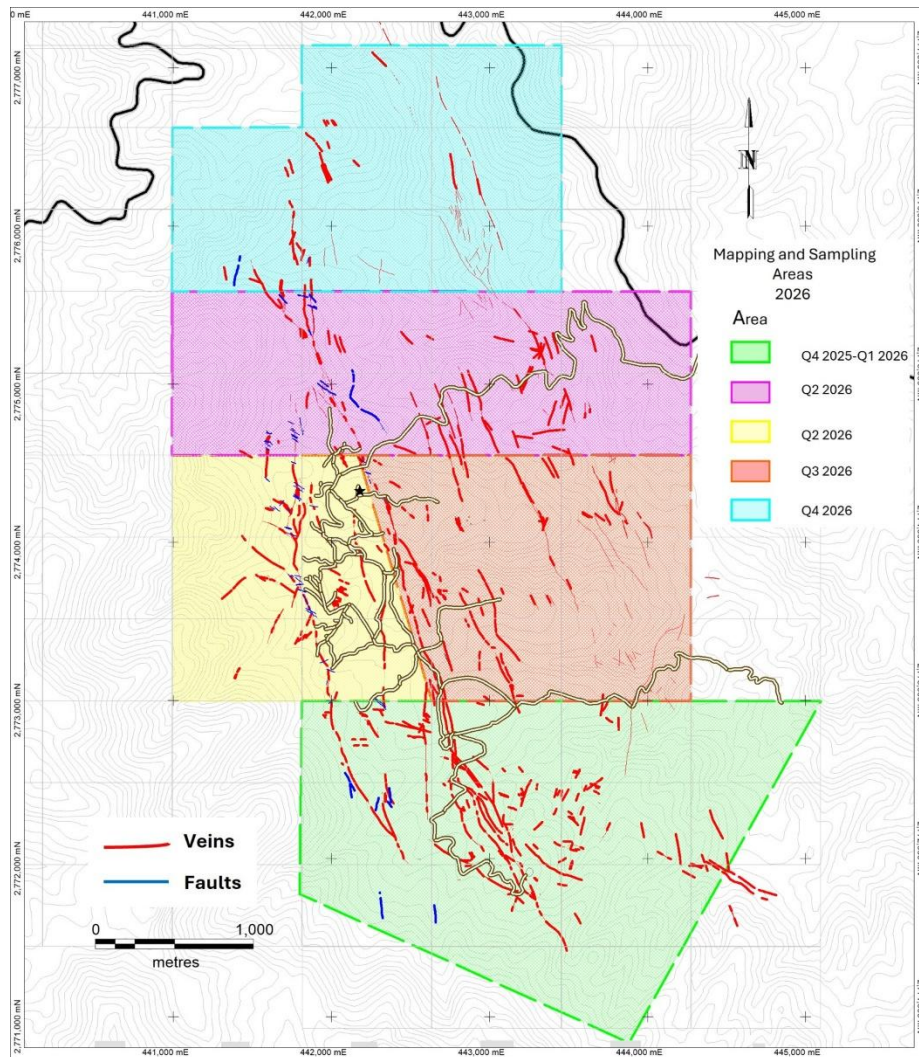 0 mE
441,000 mE
442,000 mE
443,000 mE
444,000 mE
445,000 mE
2,777,000 mN
2,776,000 mN
2,775,000 mN
2,774,000 mN
2,773,000 mN
2,772,000 mN
2,771,000 mN
N
Mapping and Sampling
Areas
2026
Area
Q4 2025-Q1 2026
Q2 2026
Q2 2026
Q3 2026
Q4 2026
Veins
Faults
0
1,000
metres
441,000 mE
442,000 mE
443,000 mE
444,000 mE
445,000 mE